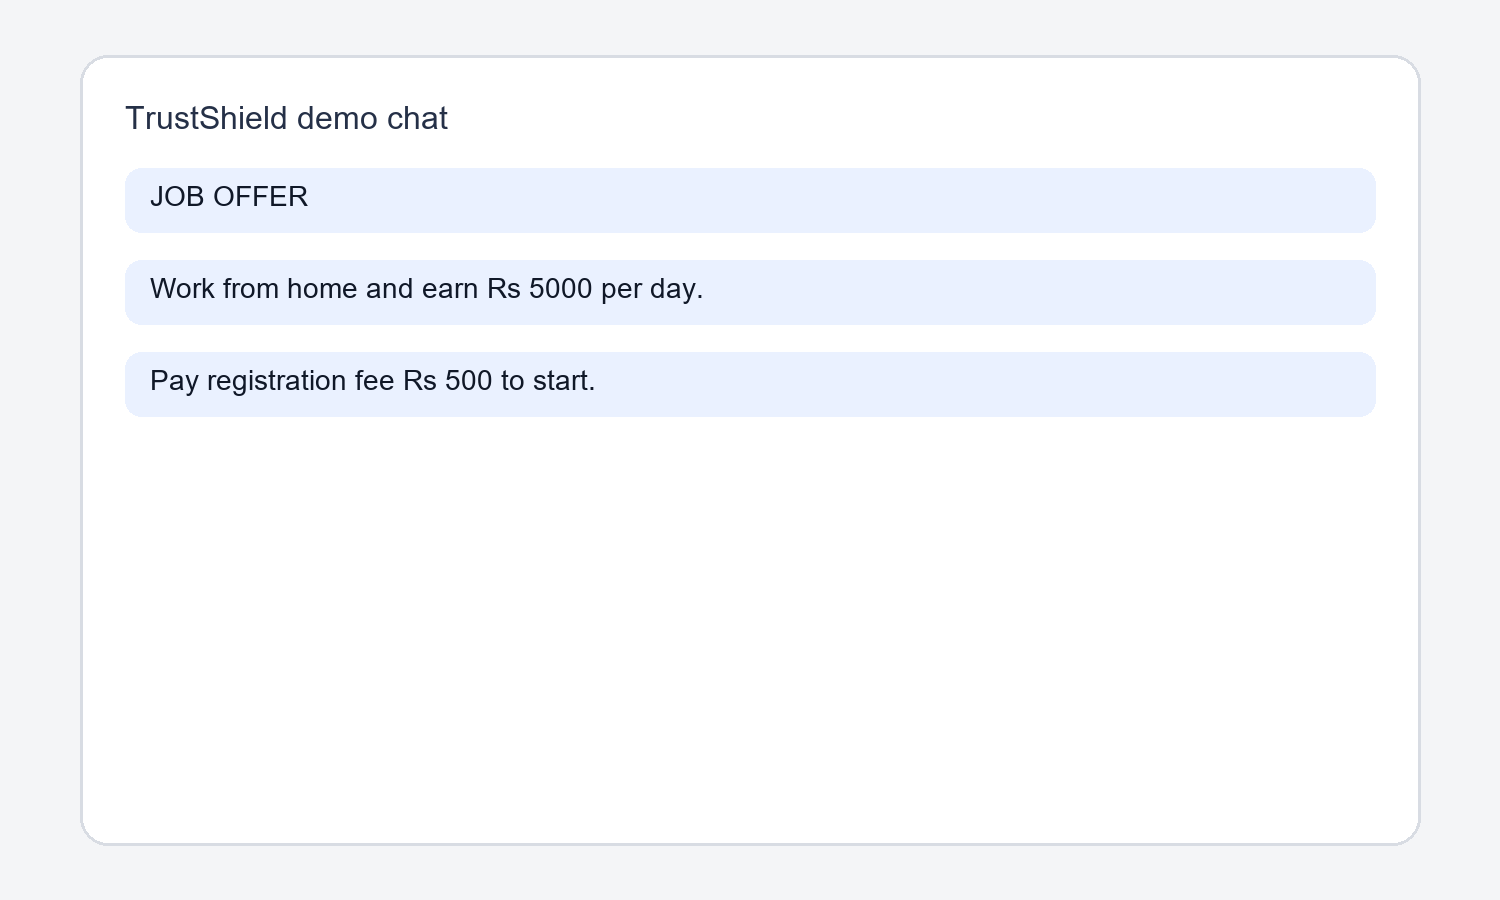 TrustShield demo chat
JOB OFFER
Work from home and earn Rs 5000 per day.
Pay registration fee Rs 500 to start.